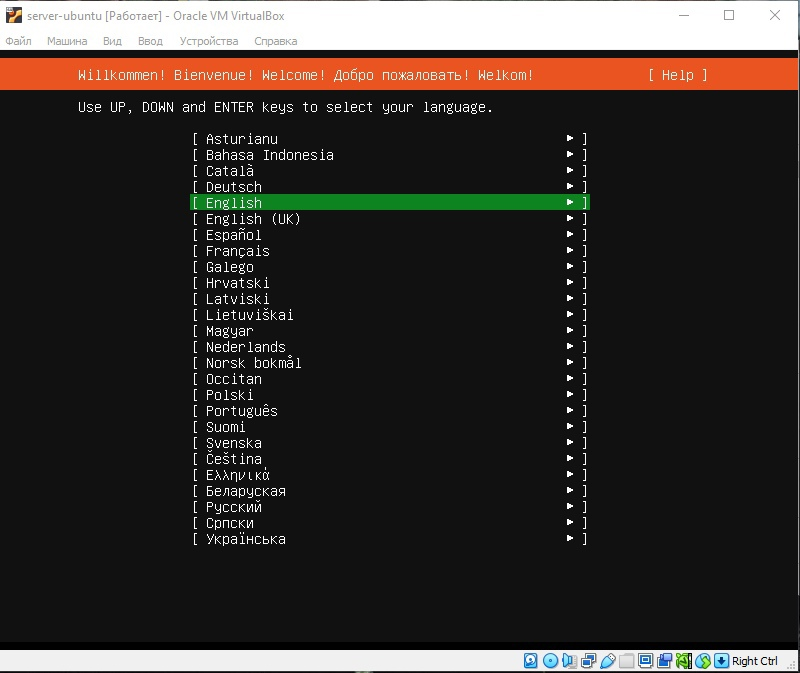 server-ubuntu [Работает] - Oracle VM VirtualBox
Файл Машина Вид Ввод Устройства Справка
Willkommen! Bienvenue! Welcome! Добро пожаловать! Welkom! [ Help ]
Use UP, DOWN and ENTER keys to select your language.
[ Asturianu ► ]
[ Bahasa Indonesia ► ]
[ Català ► ]
[ Deutsch ► ]
[ English ► ]
[ English (UK) ► ]
[ Español ► ]
[ Français ► ]
[ Galego ► ]
[ Hrvatski ► ]
[ Latviski ► ]
[ Lietuviškai ► ]
[ Magyar ► ]
[ Nederlands ► ]
[ Norsk bokmål ► ]
[ Occitan ► ]
[ Polski ► ]
[ Português ► ]
[ Suomi ► ]
[ Svenska ► ]
[ Čeština ► ]
[ Ελληνικά ► ]
[ Беларуская ► ]
[ Русский ► ]
[ Српски ► ]
[ Українська ► ]
Right Ctrl